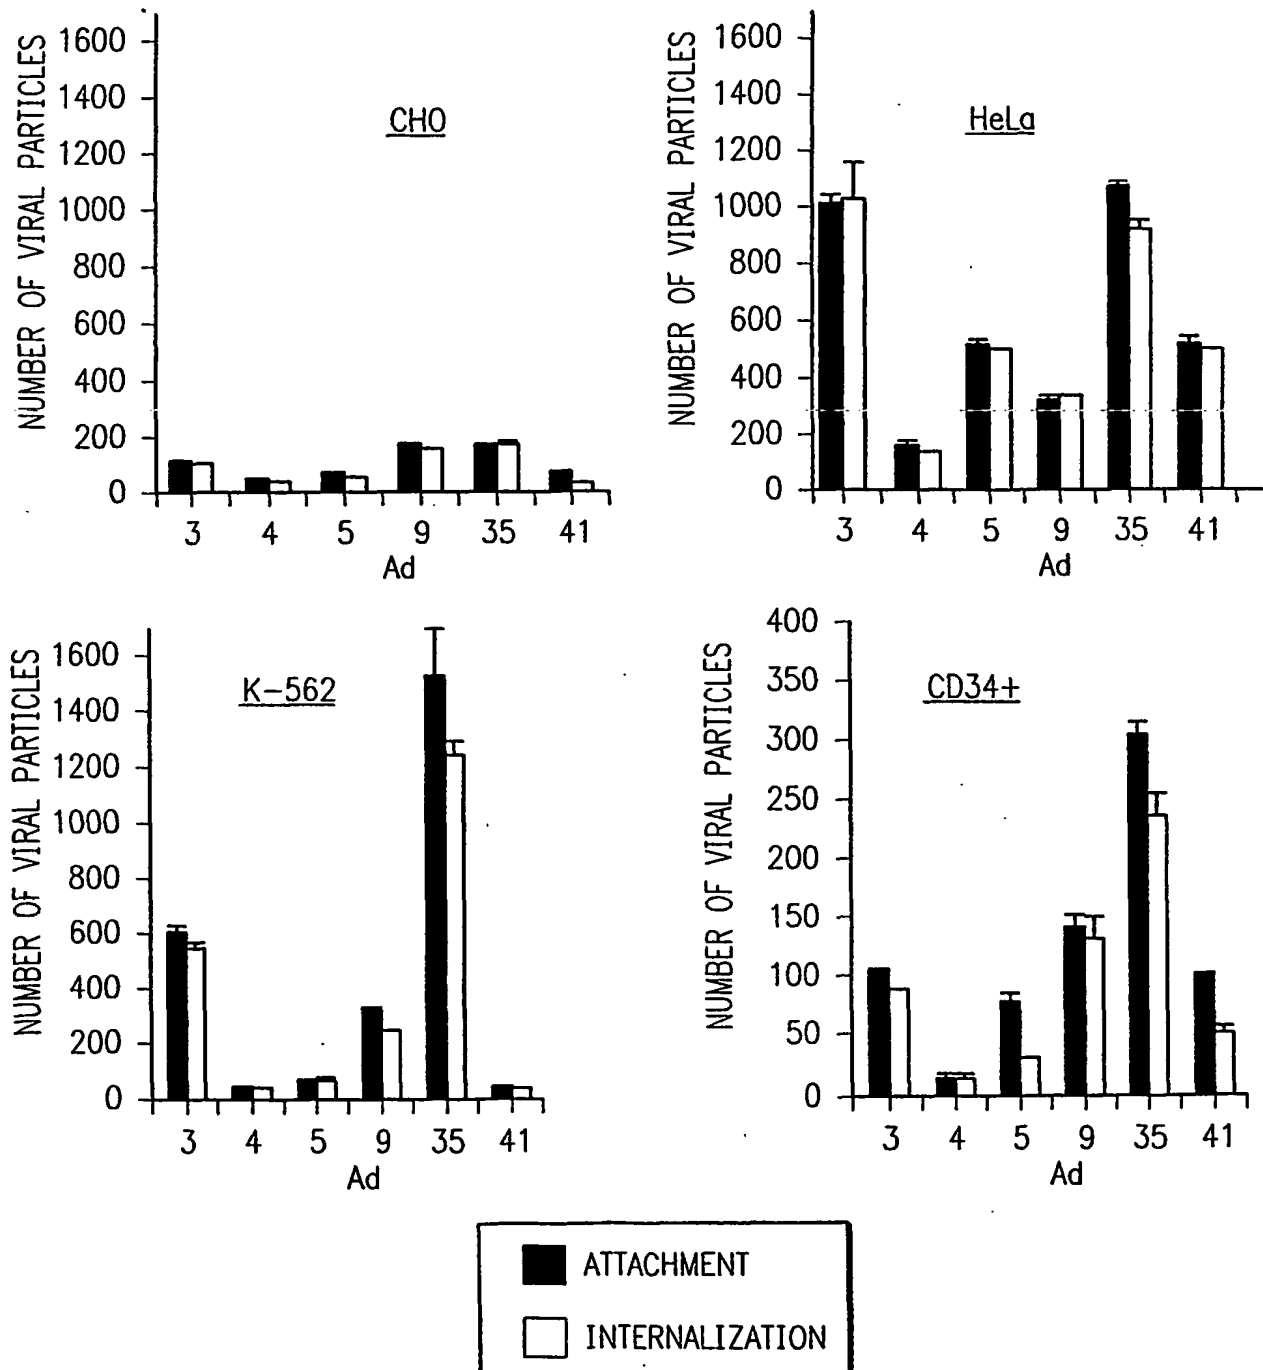 NUMBER OF VIRAL PARTICLES
1600
1400
1200
1000
800
600
400
200
0
CHO
3 4 5 9 35 41
Ad
NUMBER OF VIRAL PARTICLES
1600
1400
1200
1000
800
600
400
200
0
HeLa
3 4 5 9 35 41
Ad
NUMBER OF VIRAL PARTICLES
1600
1400
1200
1000
800
600
400
200
0
K-562
3 4 5 9 35 41
Ad
NUMBER OF VIRAL PARTICLES
400
350
300
250
200
150
100
50
0
CD34+
3 4 5 9 35 41
Ad
ATTACHMENT
INTERNALIZATION